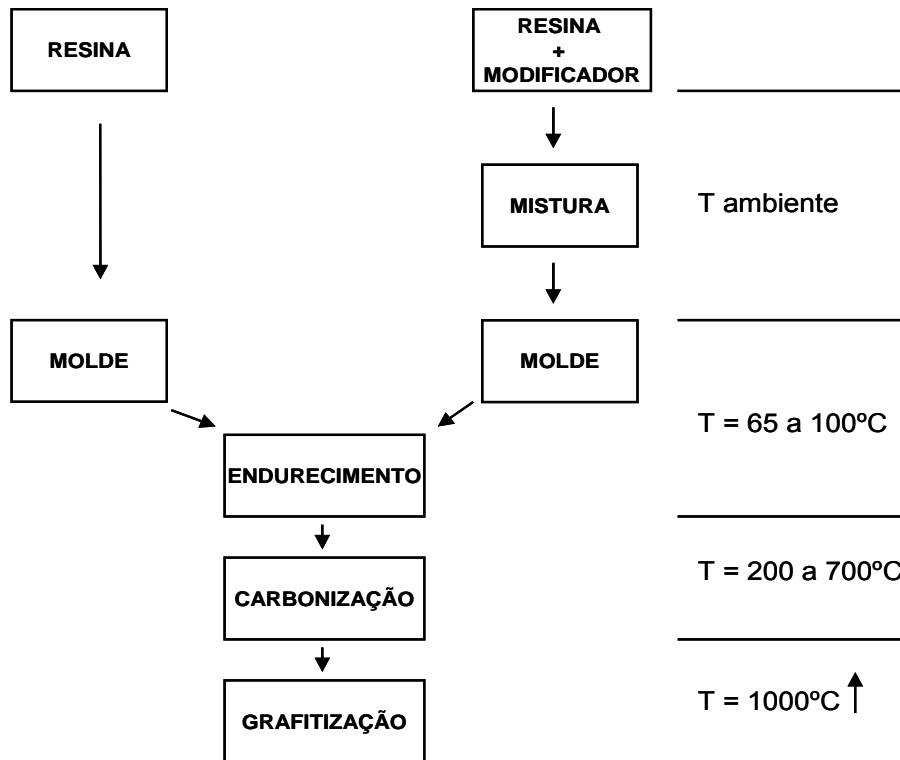 RESINA
RESINA
+
MODIFICADOR
MISTURA
T ambiente
MOLDE
MOLDE
T = 65 a 100ºC
ENDURECIMENTO
CARBONIZAÇÃO
T = 200 a 700ºC
GRAFITIZAÇÃO
T = 1000ºC